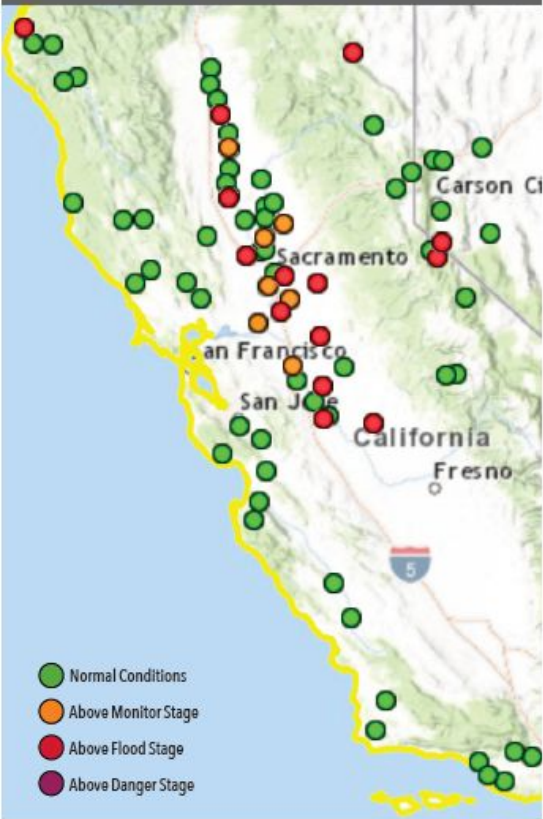 Carson Ci
Sacramento
an Francisco
San Jose
California
Fresno
5
Normal Conditions
Above Monitor Stage
Above Flood Stage
Above Danger Stage